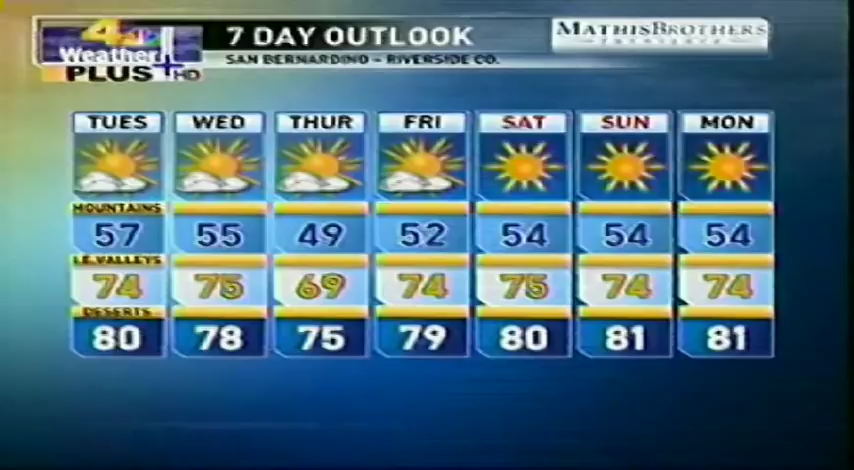 4
Weather
PLUS+HD
7 DAY OUTLOOK
SAN BERNARDINO - RIVERSIDE CO.
MATHIS BROTHERS
FURNITURE
TUES WED THUR FRI SAT SUN MON
MOUNTAINS
57 55 49 52 54 54 54
I.E. VALLEYS
74 75 69 74 75 74 74
DESERTS
80 78 75 79 80 81 81